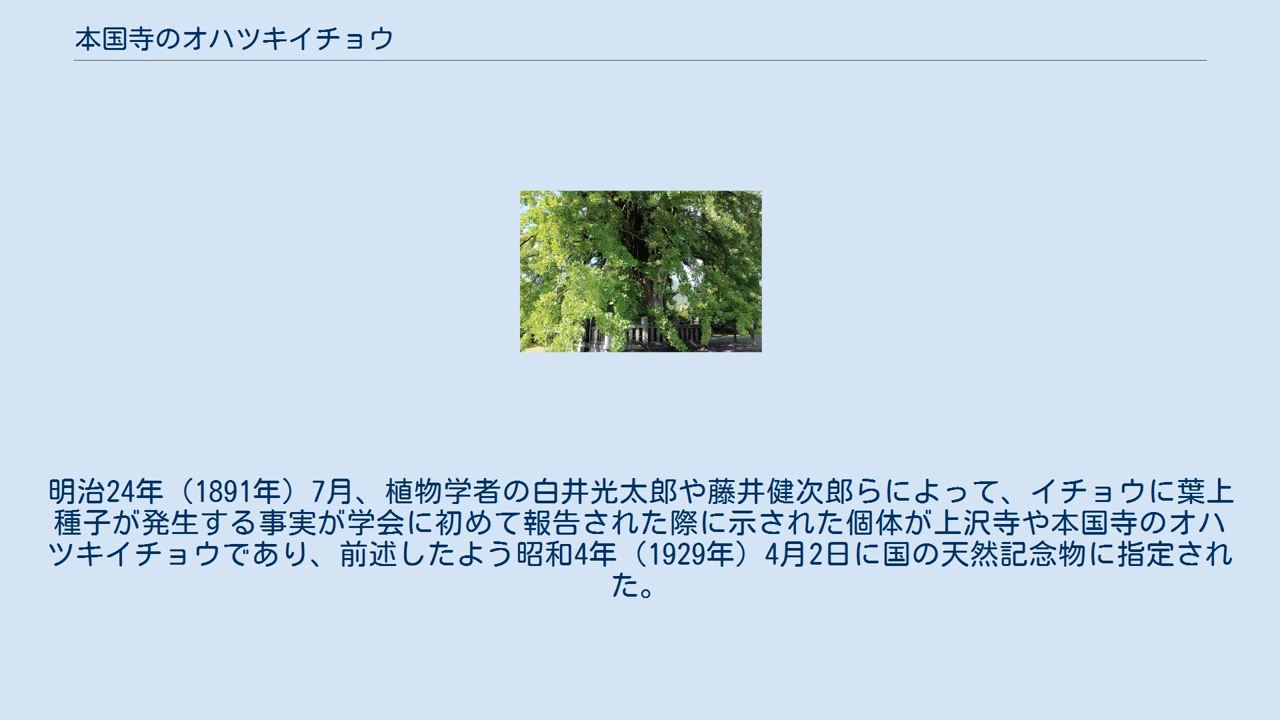 本国寺のオハツキイチョウ
明治24年（1891年）7月、植物学者の白井光太郎や藤井健次郎らによって、イチョウに葉上
種子が発生する事実が学会に初めて報告された際に示された個体が上沢寺や本国寺のオハ
ツキイチョウであり、前述したよう昭和4年（1929年）4月2日に国の天然記念物に指定され
た。